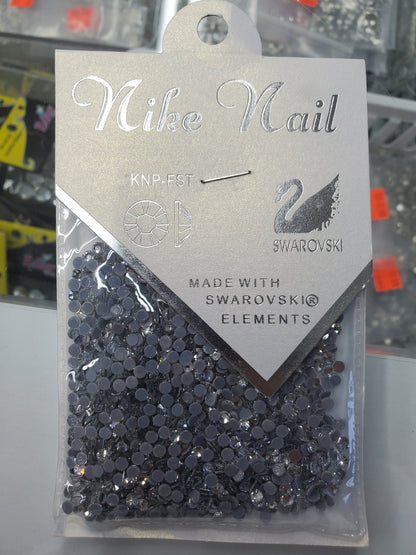 Nike Nail
KNP-FST
SWAROVSKI
MADE WITH
SWAROVSKI®
ELEMENTS